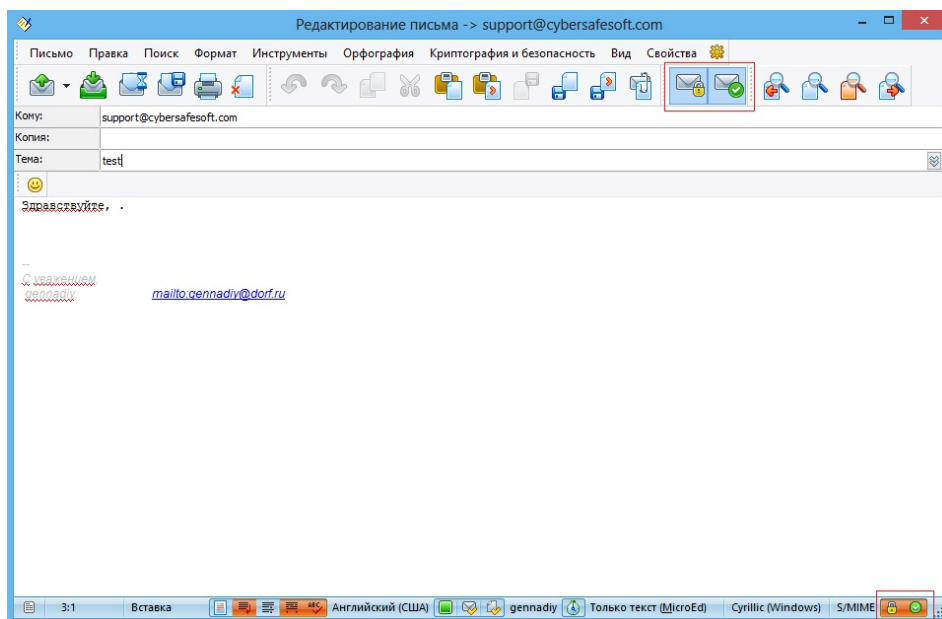 Редактирование письма -> support@cybersafesoft.com
Письмо Правка Поиск Формат Инструменты Орфография Криптография и безопасность Вид Свойства
Кому: support@cybersafesoft.com
Копия:
Тема: test
Здравствуйте, .
--
С уважением,
gennadiy mailto:gennadiy@dorf.ru
3:1 Вставка ABC Английский (США) gennadiy Только текст (MicroEd) Cyrillic (Windows) S/MIME